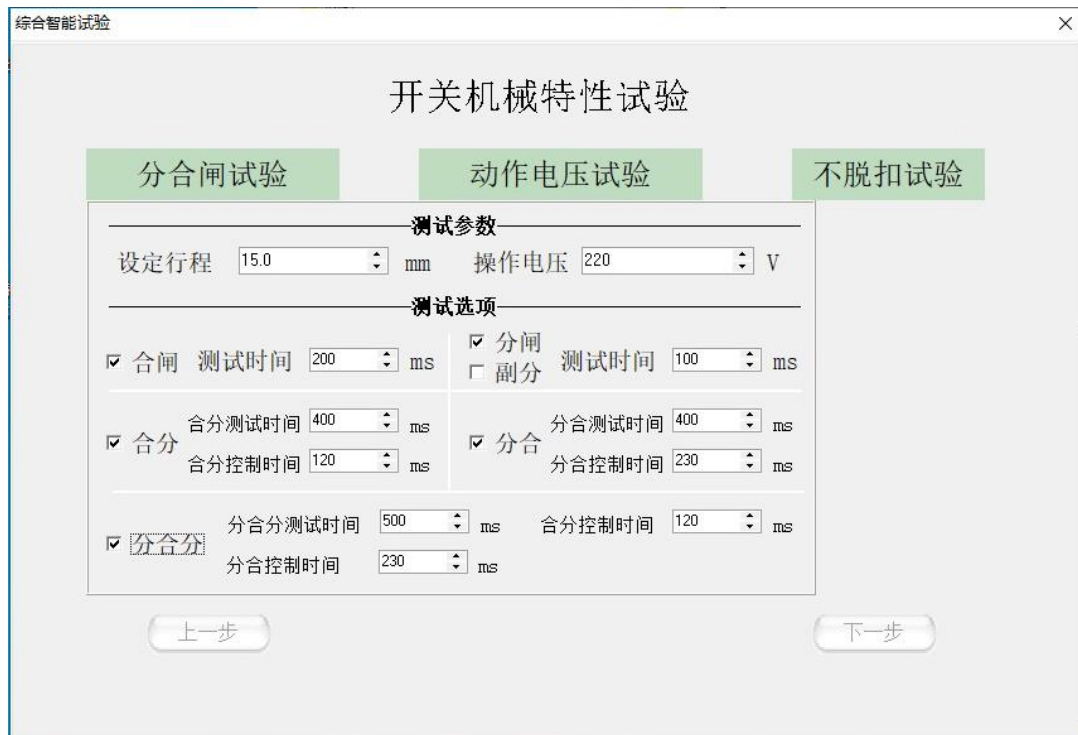 综合智能试验
开关机械特性试验
分合闸试验 动作电压试验 不脱扣试验
测试参数
设定行程 15.0 mm 操作电压 220 V
测试选项
合闸 测试时间 200 ms 分闸 副分 测试时间 100 ms
合分 合分测试时间 400 ms 分合 分合测试时间 400 ms
合分控制时间 120 ms 分合控制时间 230 ms
分合分 分合分测试时间 500 ms 合分控制时间 120 ms
分合控制时间 230 ms
上一步 下一步